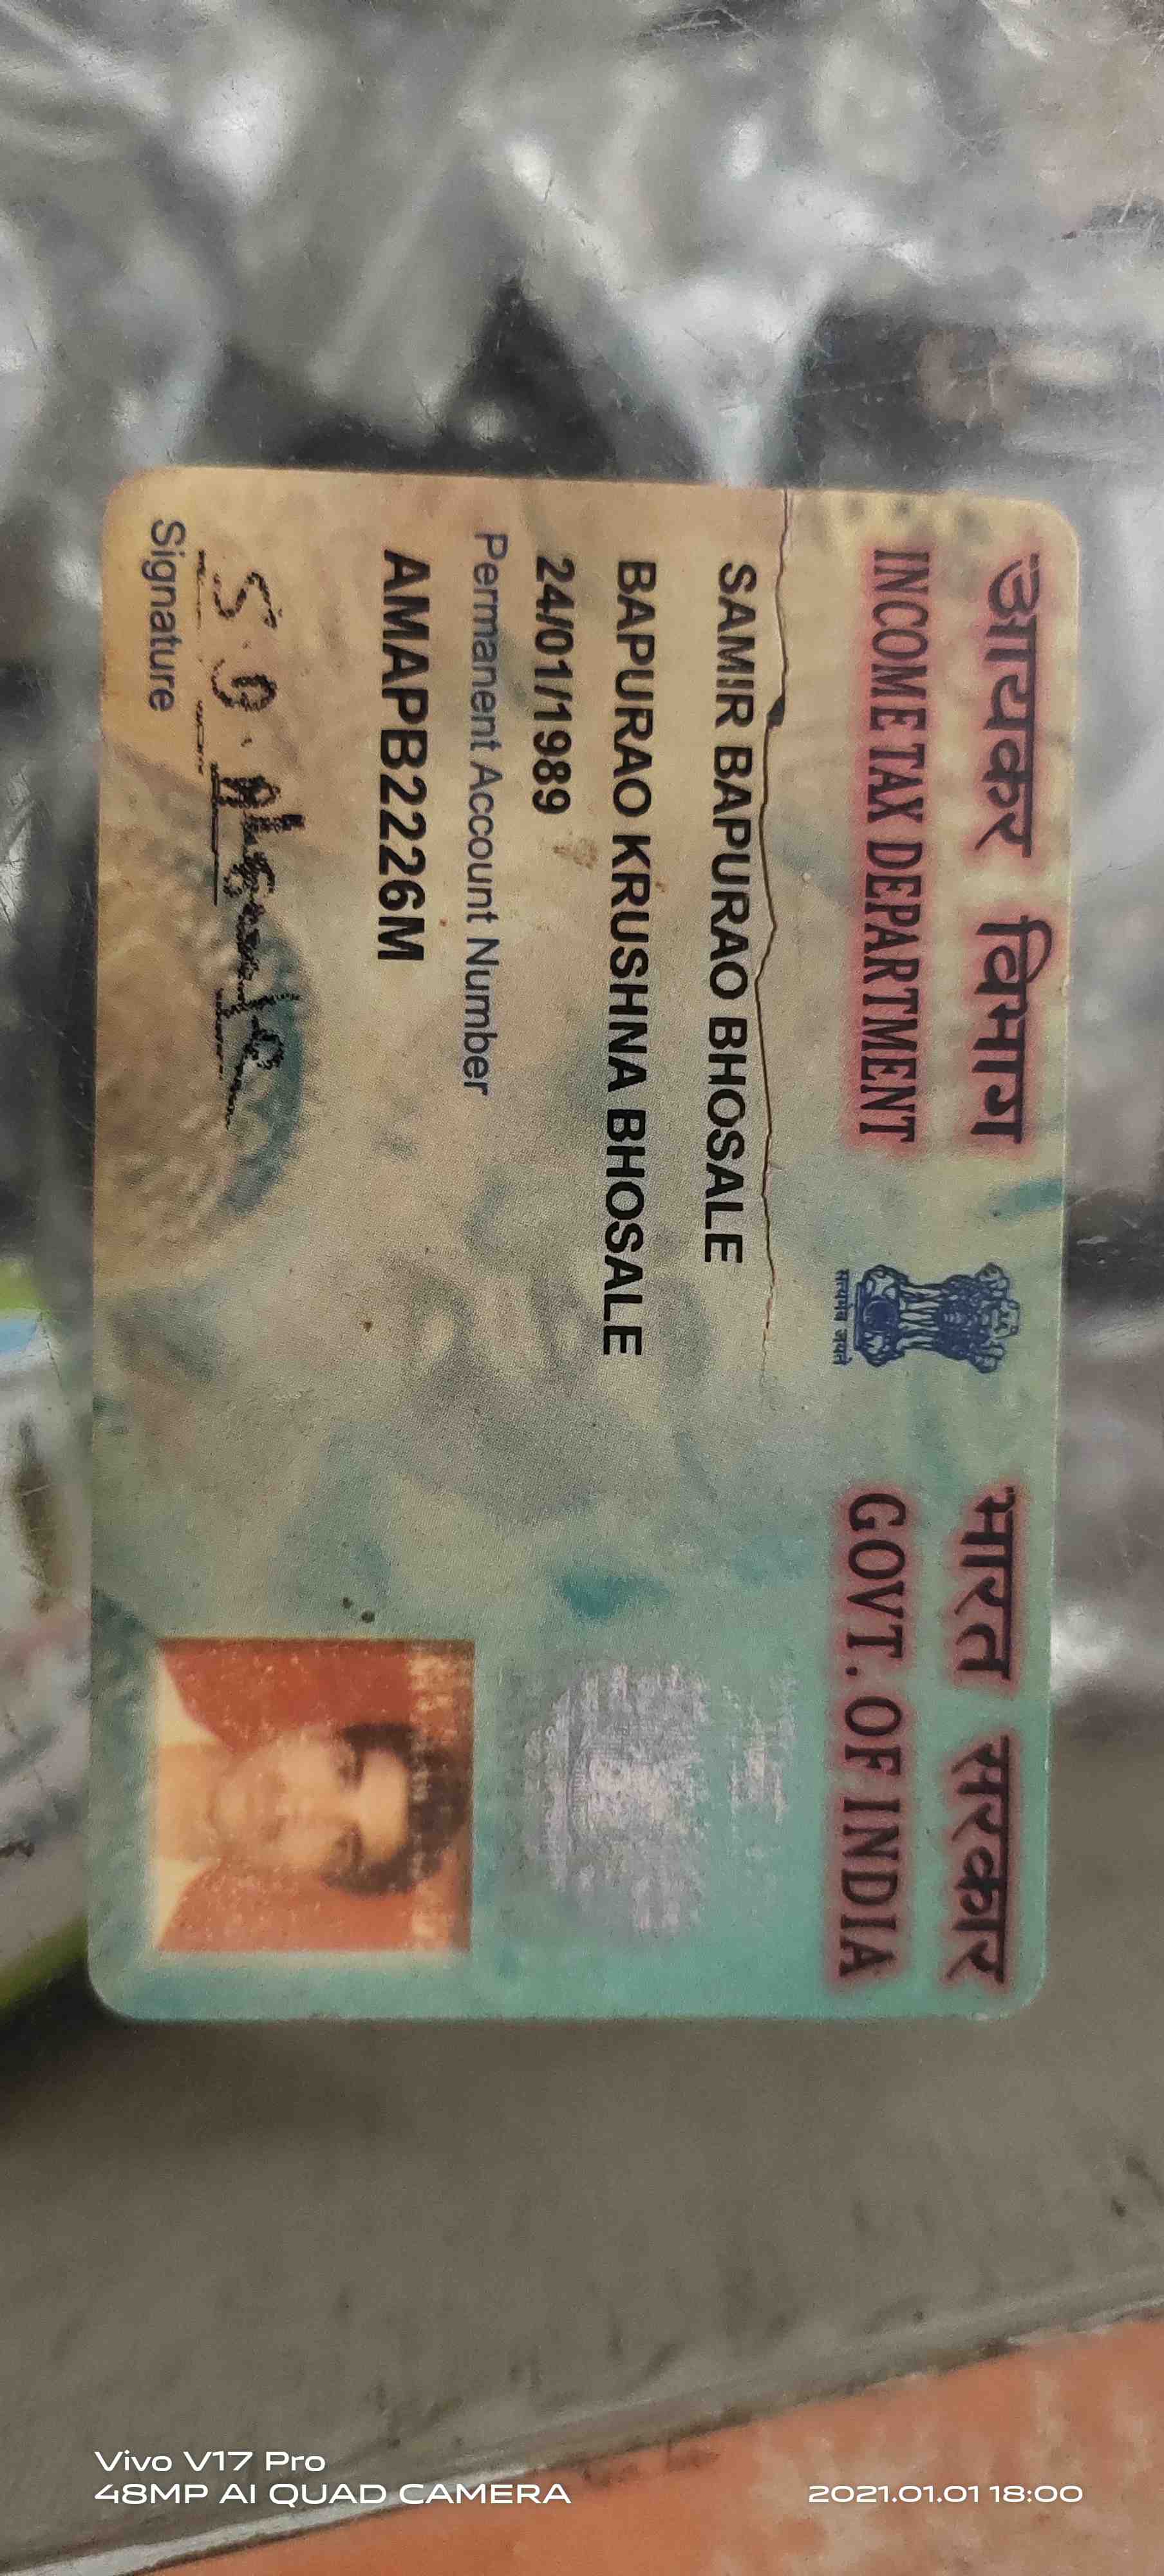 आयकर विभाग
INCOME TAX DEPARTMENT
सत्यमेव जयते
भारत सरकार
GOVT. OF INDIA
SAMIR BAPURAO BHOSALE
BAPURAO KRUSHNA BHOSALE
24/01/1989
Permanent Account Number
AMAPB2226M
S.B. Bhosale
Signature
Vivo V17 Pro
48MP AI QUAD CAMERA
2021.01.01 18:00